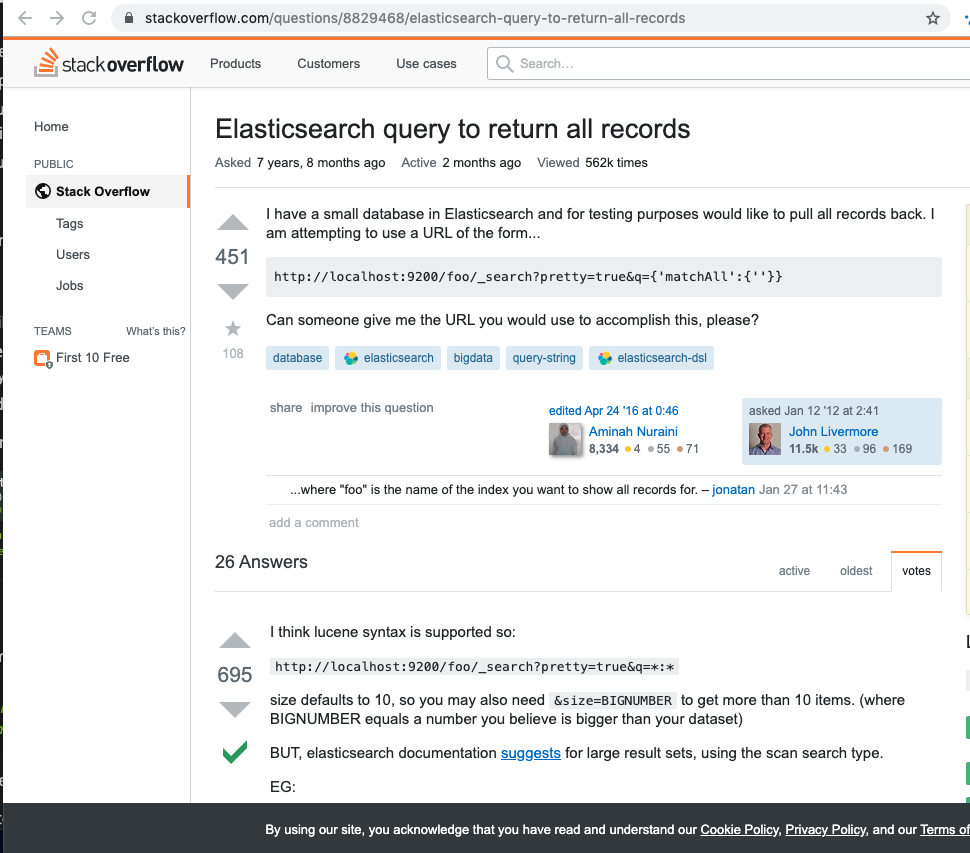 stackoverflow.com/questions/8829468/elasticsearch-query-to-return-all-records
stackoverflow
Products Customers Use cases Search...
Home
PUBLIC
Stack Overflow
Tags
Users
Jobs
TEAMS What's this?
First 10 Free
Elasticsearch query to return all records
Asked 7 years, 8 months ago Active 2 months ago Viewed 562k times
451
108
I have a small database in Elasticsearch and for testing purposes would like to pull all records back. I
am attempting to use a URL of the form...
http://localhost:9200/foo/_search?pretty=true&q={'matchAll':{''}}
Can someone give me the URL you would use to accomplish this, please?
database elasticsearch bigdata query-string elasticsearch-dsl
share improve this question
edited Apr 24 '16 at 0:46
Aminah Nuraini
8,334 4 55 71
asked Jan 12 '12 at 2:41
John Livermore
11.5k 33 96 169
...where "foo" is the name of the index you want to show all records for. – jonatan Jan 27 at 11:43
add a comment
26 Answers
active oldest votes
695
I think lucene syntax is supported so:
http://localhost:9200/foo/_search?pretty=true&q=*:*
size defaults to 10, so you may also need &size=BIGNUMBER to get more than 10 items. (where
BIGNUMBER equals a number you believe is bigger than your dataset)
BUT, elasticsearch documentation suggests for large result sets, using the scan search type.
EG:
By using our site, you acknowledge that you have read and understand our Cookie Policy, Privacy Policy, and our Terms of